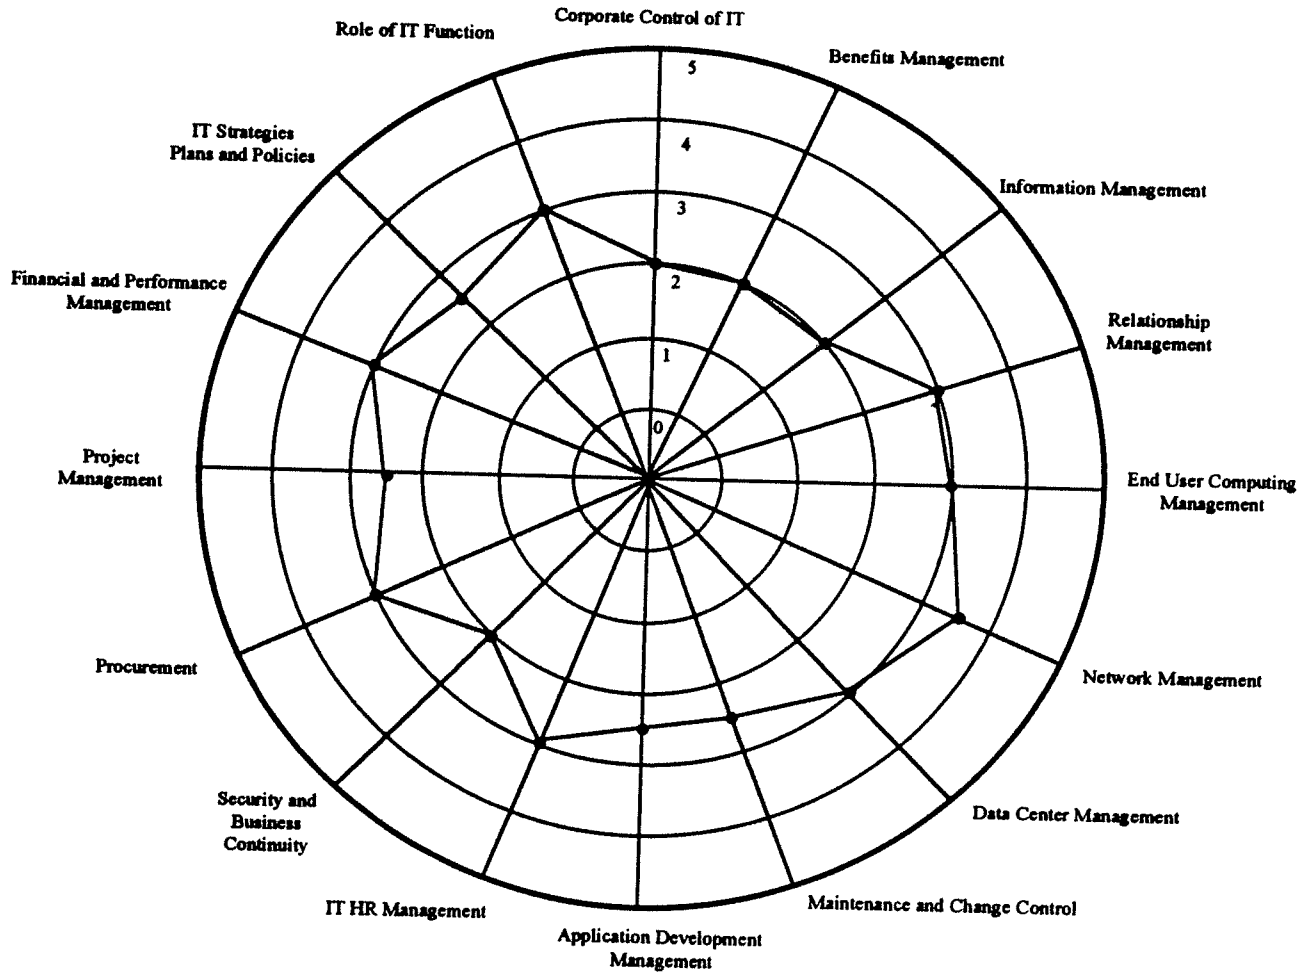 Corporate Control of IT
Role of IT Function
Benefits Management
5
4
3
2
1
0
IT Strategies
Plans and Policies
Information Management
Financial and Performance
Management
Relationship
Management
Project
Management
End User Computing
Management
Procurement
Network Management
Security and
Business
Continuity
Data Center Management
IT HR Management
Maintenance and Change Control
Application Development
Management